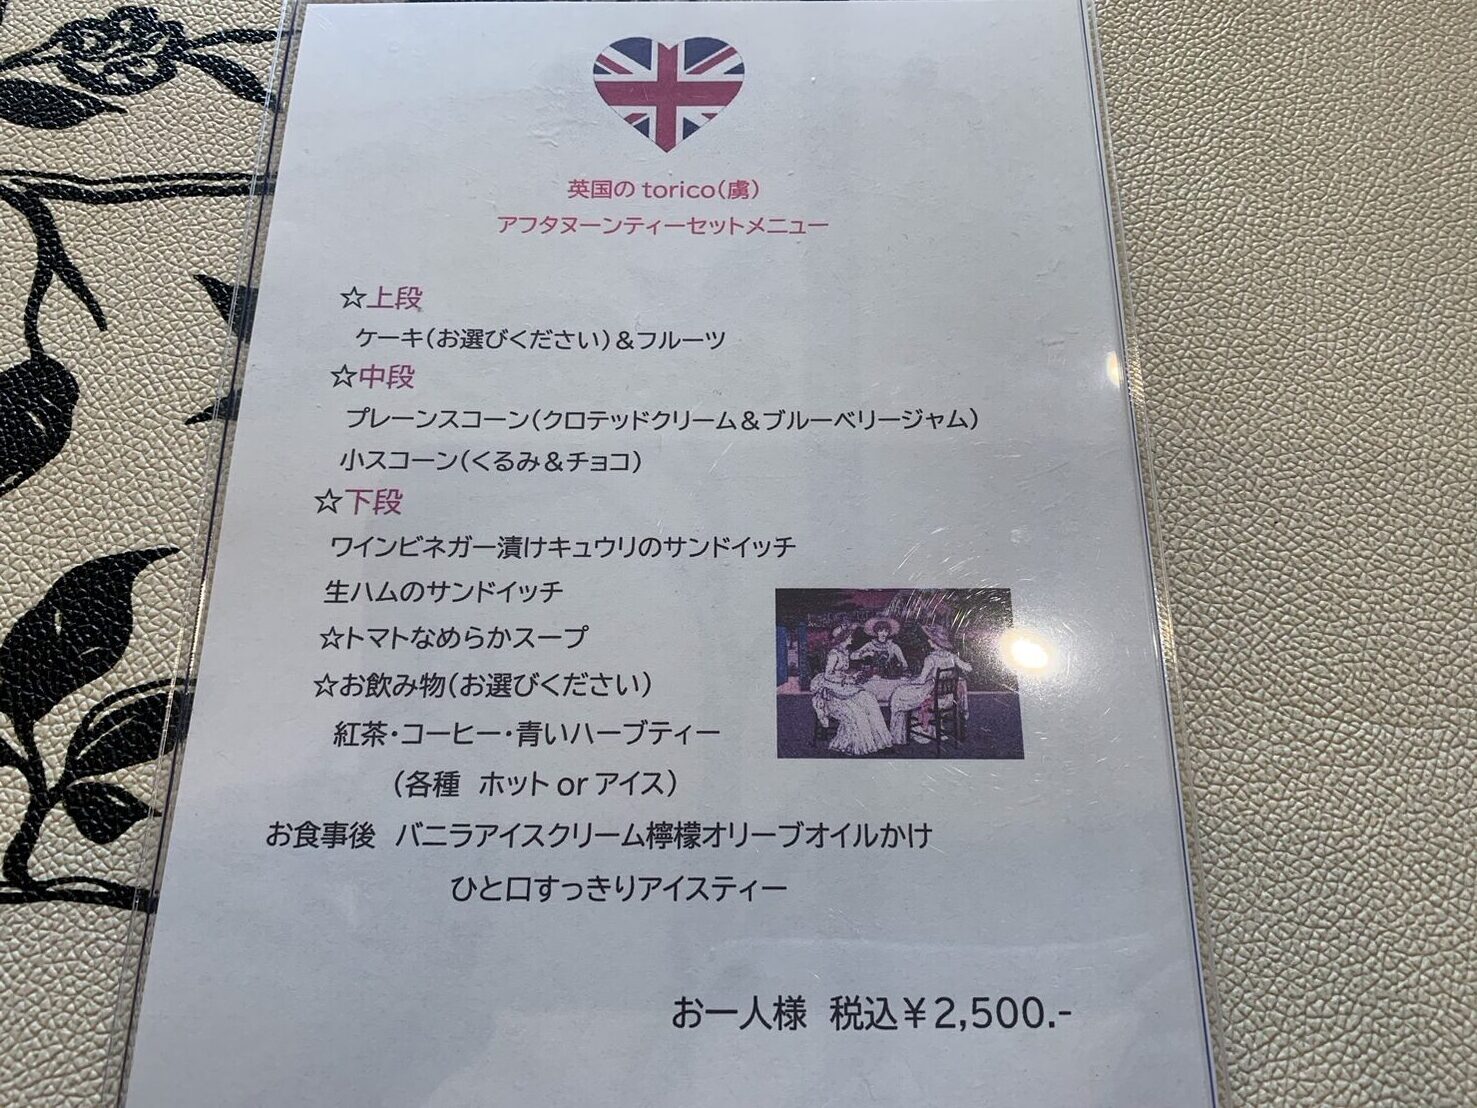 英国の torico(虜)
アフタヌーンティーセットメニュー
☆上段
ケーキ(お選びください)＆フルーツ
☆中段
プレーンスコーン(クロテッドクリーム＆ブルーベリージャム)
小スコーン(くるみ＆チョコ)
☆下段
ワインビネガー漬けキュウリのサンドイッチ
生ハムのサンドイッチ
☆トマトなめらかスープ
☆お飲み物(お選びください)
紅茶・コーヒー・青いハーブティー
(各種 ホット or アイス)
お食事後 バニラアイスクリーム檸檬オリーブオイルかけ
ひと口すっきりアイスティー
お一人様 税込￥2,500.-